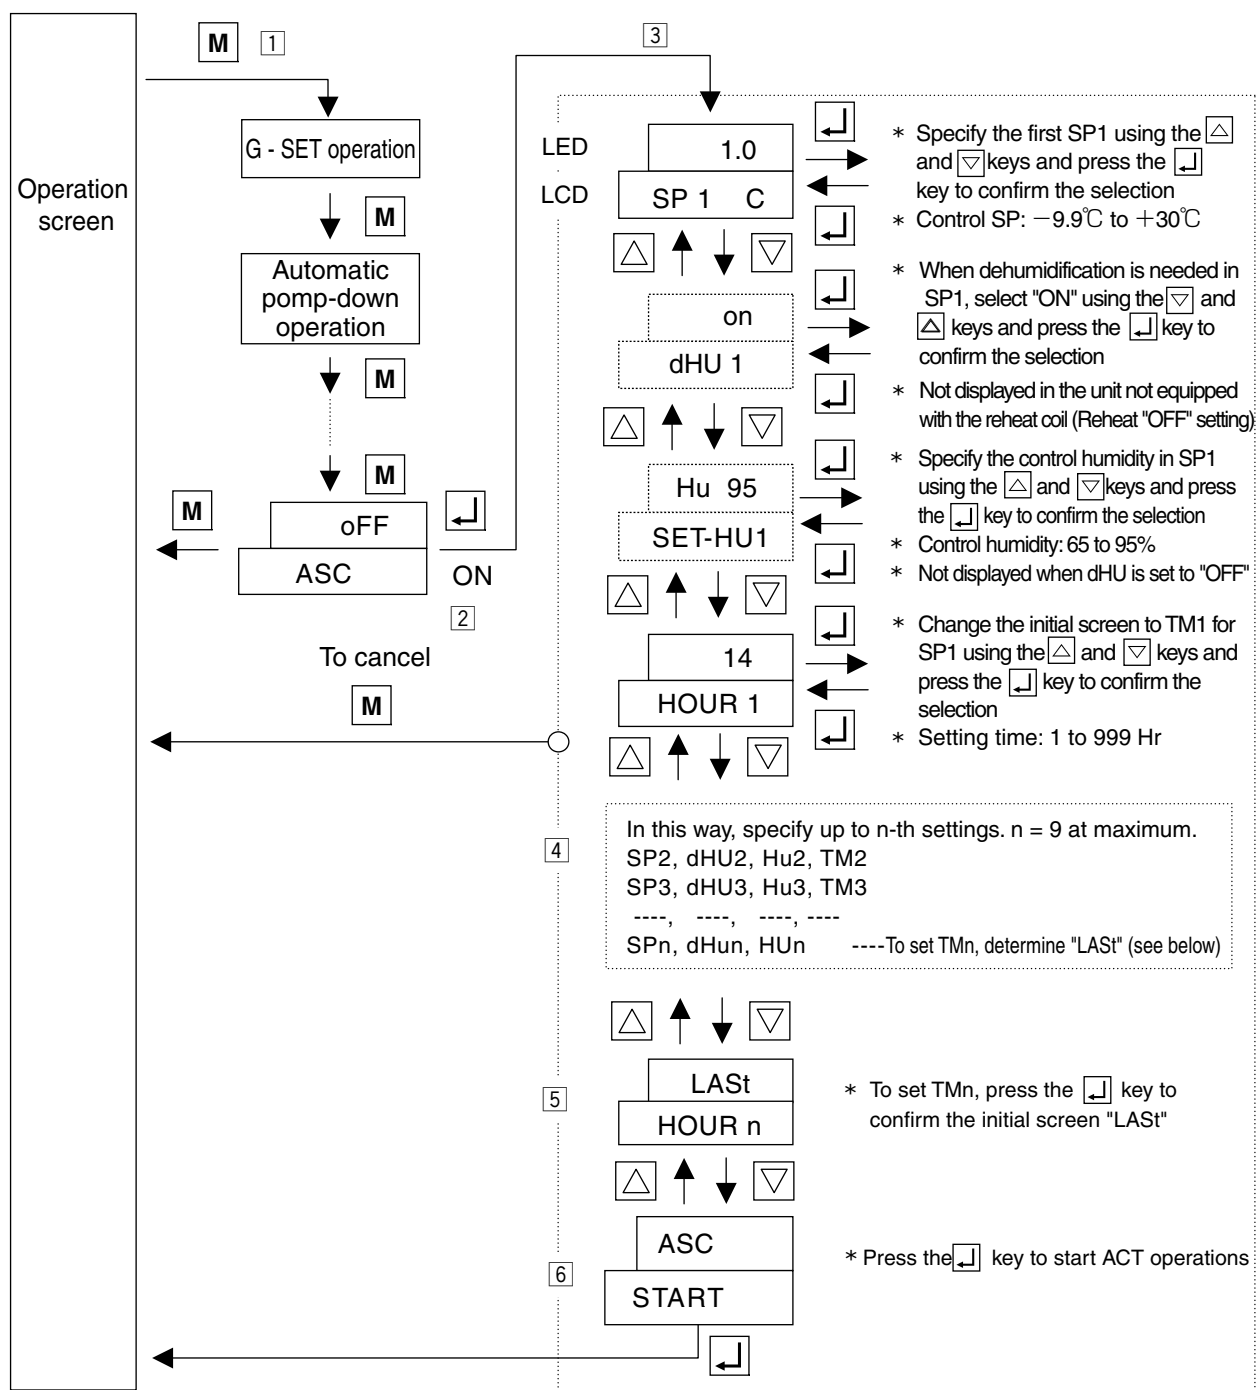 Operation
screen
M 1
G - SET operation
M
Automatic
pomp-down
operation
M
M
M
oFF
ASC
ON
2
To cancel
M
3
LED
1.0
LCD
SP 1 C
* Specify the first SP1 using the △
and ▽ keys and press the ↵
key to confirm the selection
* Control SP: －9.9℃ to ＋30℃
△ ▽
on
dHU 1
* When dehumidification is needed in
SP1, select "ON" using the ▽ and
△ keys and press the ↵ key to
confirm the selection
* Not displayed in the unit not equipped
with the reheat coil (Reheat "OFF" setting)
△ ▽
Hu 95
SET-HU1
* Specify the control humidity in SP1
using the △ and ▽ keys and press
the ↵ key to confirm the selection
* Control humidity: 65 to 95%
* Not displayed when dHU is set to "OFF"
△ ▽
14
HOUR 1
* Change the initial screen to TM1 for
SP1 using the △ and ▽ keys and
press the ↵ key to confirm the
selection
* Setting time: 1 to 999 Hr
△ ▽
4
In this way, specify up to n-th settings. n = 9 at maximum.
SP2, dHU2, Hu2, TM2
SP3, dHU3, Hu3, TM3
----, ----, ----, ----
SPn, dHun, HUn ----To set TMn, determine "LASt" (see below)
△ ▽
5
LASt
HOUR n
* To set TMn, press the ↵ key to
confirm the initial screen "LASt"
△ ▽
6
ASC
START
* Press the ↵ key to start ACT operations